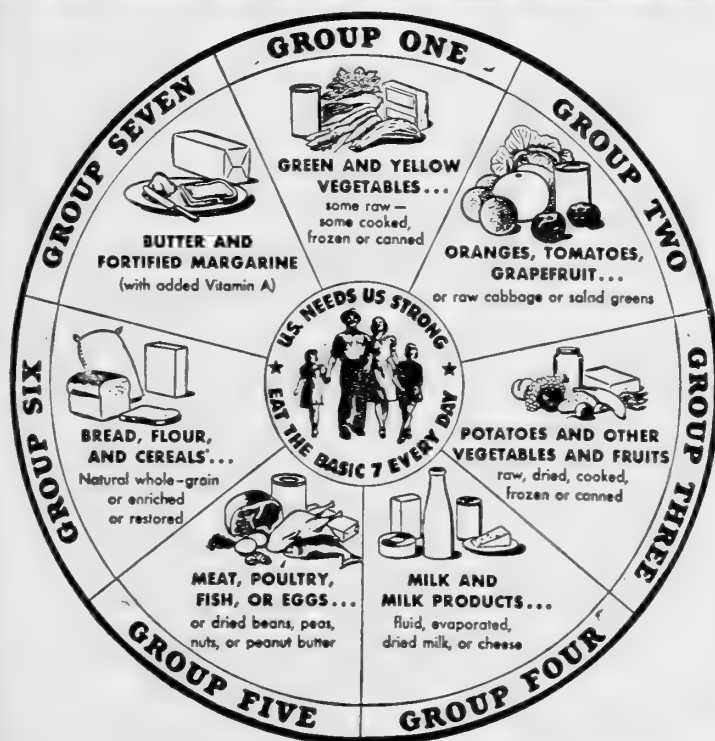 GROUP ONE
GREEN AND YELLOW
VEGETABLES...
some raw —
some cooked,
frozen or canned
GROUP TWO
ORANGES, TOMATOES,
GRAPEFRUIT...
or raw cabbage or salad greens
GROUP THREE
POTATOES AND OTHER
VEGETABLES AND FRUITS
raw, dried, cooked,
frozen or canned
GROUP FOUR
MILK AND
MILK PRODUCTS...
fluid, evaporated,
dried milk, or cheese
GROUP FIVE
MEAT, POULTRY,
FISH, OR EGGS...
or dried beans, peas,
nuts, or peanut butter
GROUP SIX
BREAD, FLOUR,
AND CEREALS...
Natural whole-grain
or enriched
or restored
GROUP SEVEN
BUTTER AND
FORTIFIED MARGARINE
(with added Vitamin A)
U.S. NEEDS US STRONG
EAT THE BASIC 7 EVERY DAY